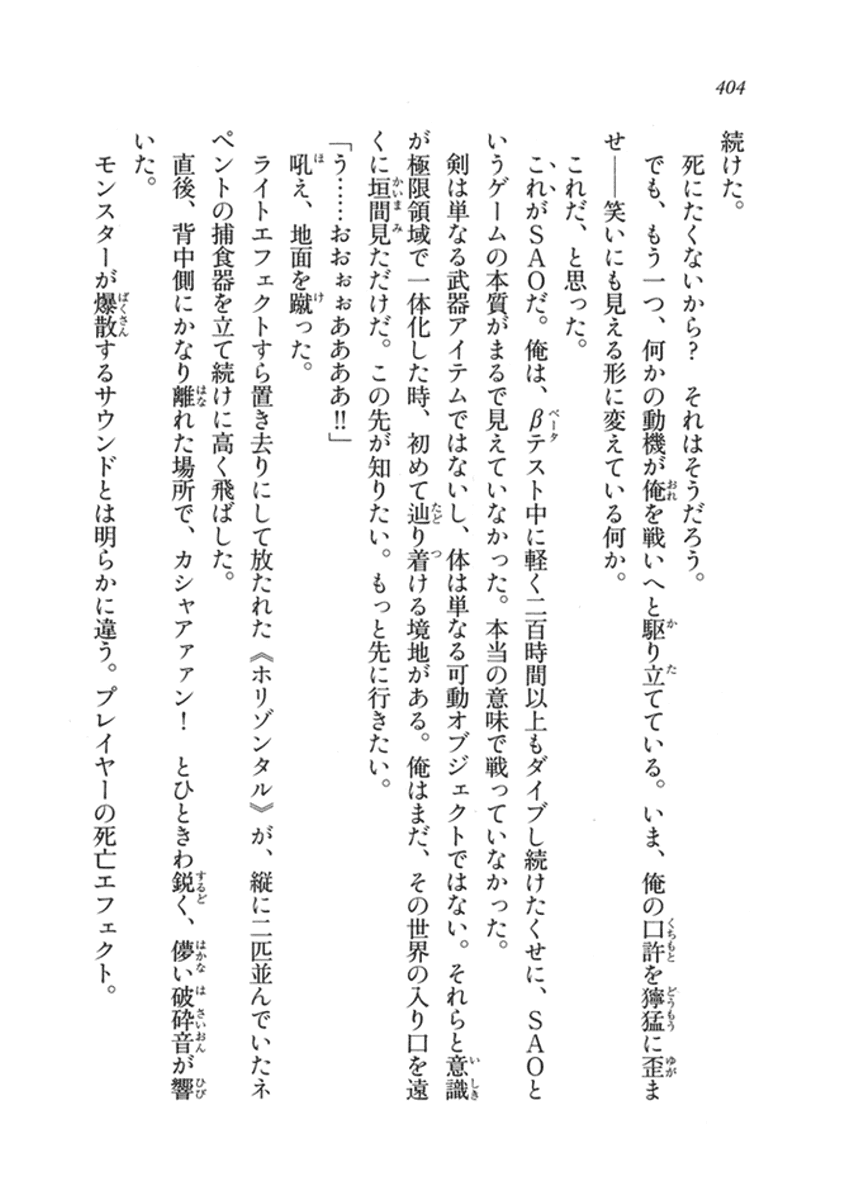 404
続けた。
死にたくないから？　それはそうだろう。
でも、もう一つ、何かの動機が俺を戦いへと駆り立てている。いま、俺の口許を獰猛に歪ま
せ――笑いにも見える形に変えている何か。
これだ、と思った。
これがSAOだ。俺は、βテスト中に軽く二百時間以上もダイブし続けたくせに、SAOと
いうゲームの本質がまるで見えていなかった。本当の意味で戦っていなかった。
剣は単なる武器アイテムではないし、体は単なる可動オブジェクトではない。それらと意識
が極限領域で一体化した時、初めて辿り着ける境地がある。俺はまだ、その世界の入り口を遠
くに垣間見ただけだ。この先が知りたい。もっと先に行きたい。
「う……おおぉぉああああ!!」
吼え、地面を蹴った。
ライトエフェクトすら置き去りにして放たれた《ホリゾンタル》が、縦に二匹並んでいたネ
ペントの捕食器を立て続けに高く飛ばした。
直後、背中側にかなり離れた場所で、カシャアァァン！　とひときわ鋭く、儚い破砕音が響
いた。
モンスターが爆散するサウンドとは明らかに違う。プレイヤーの死亡エフェクト。